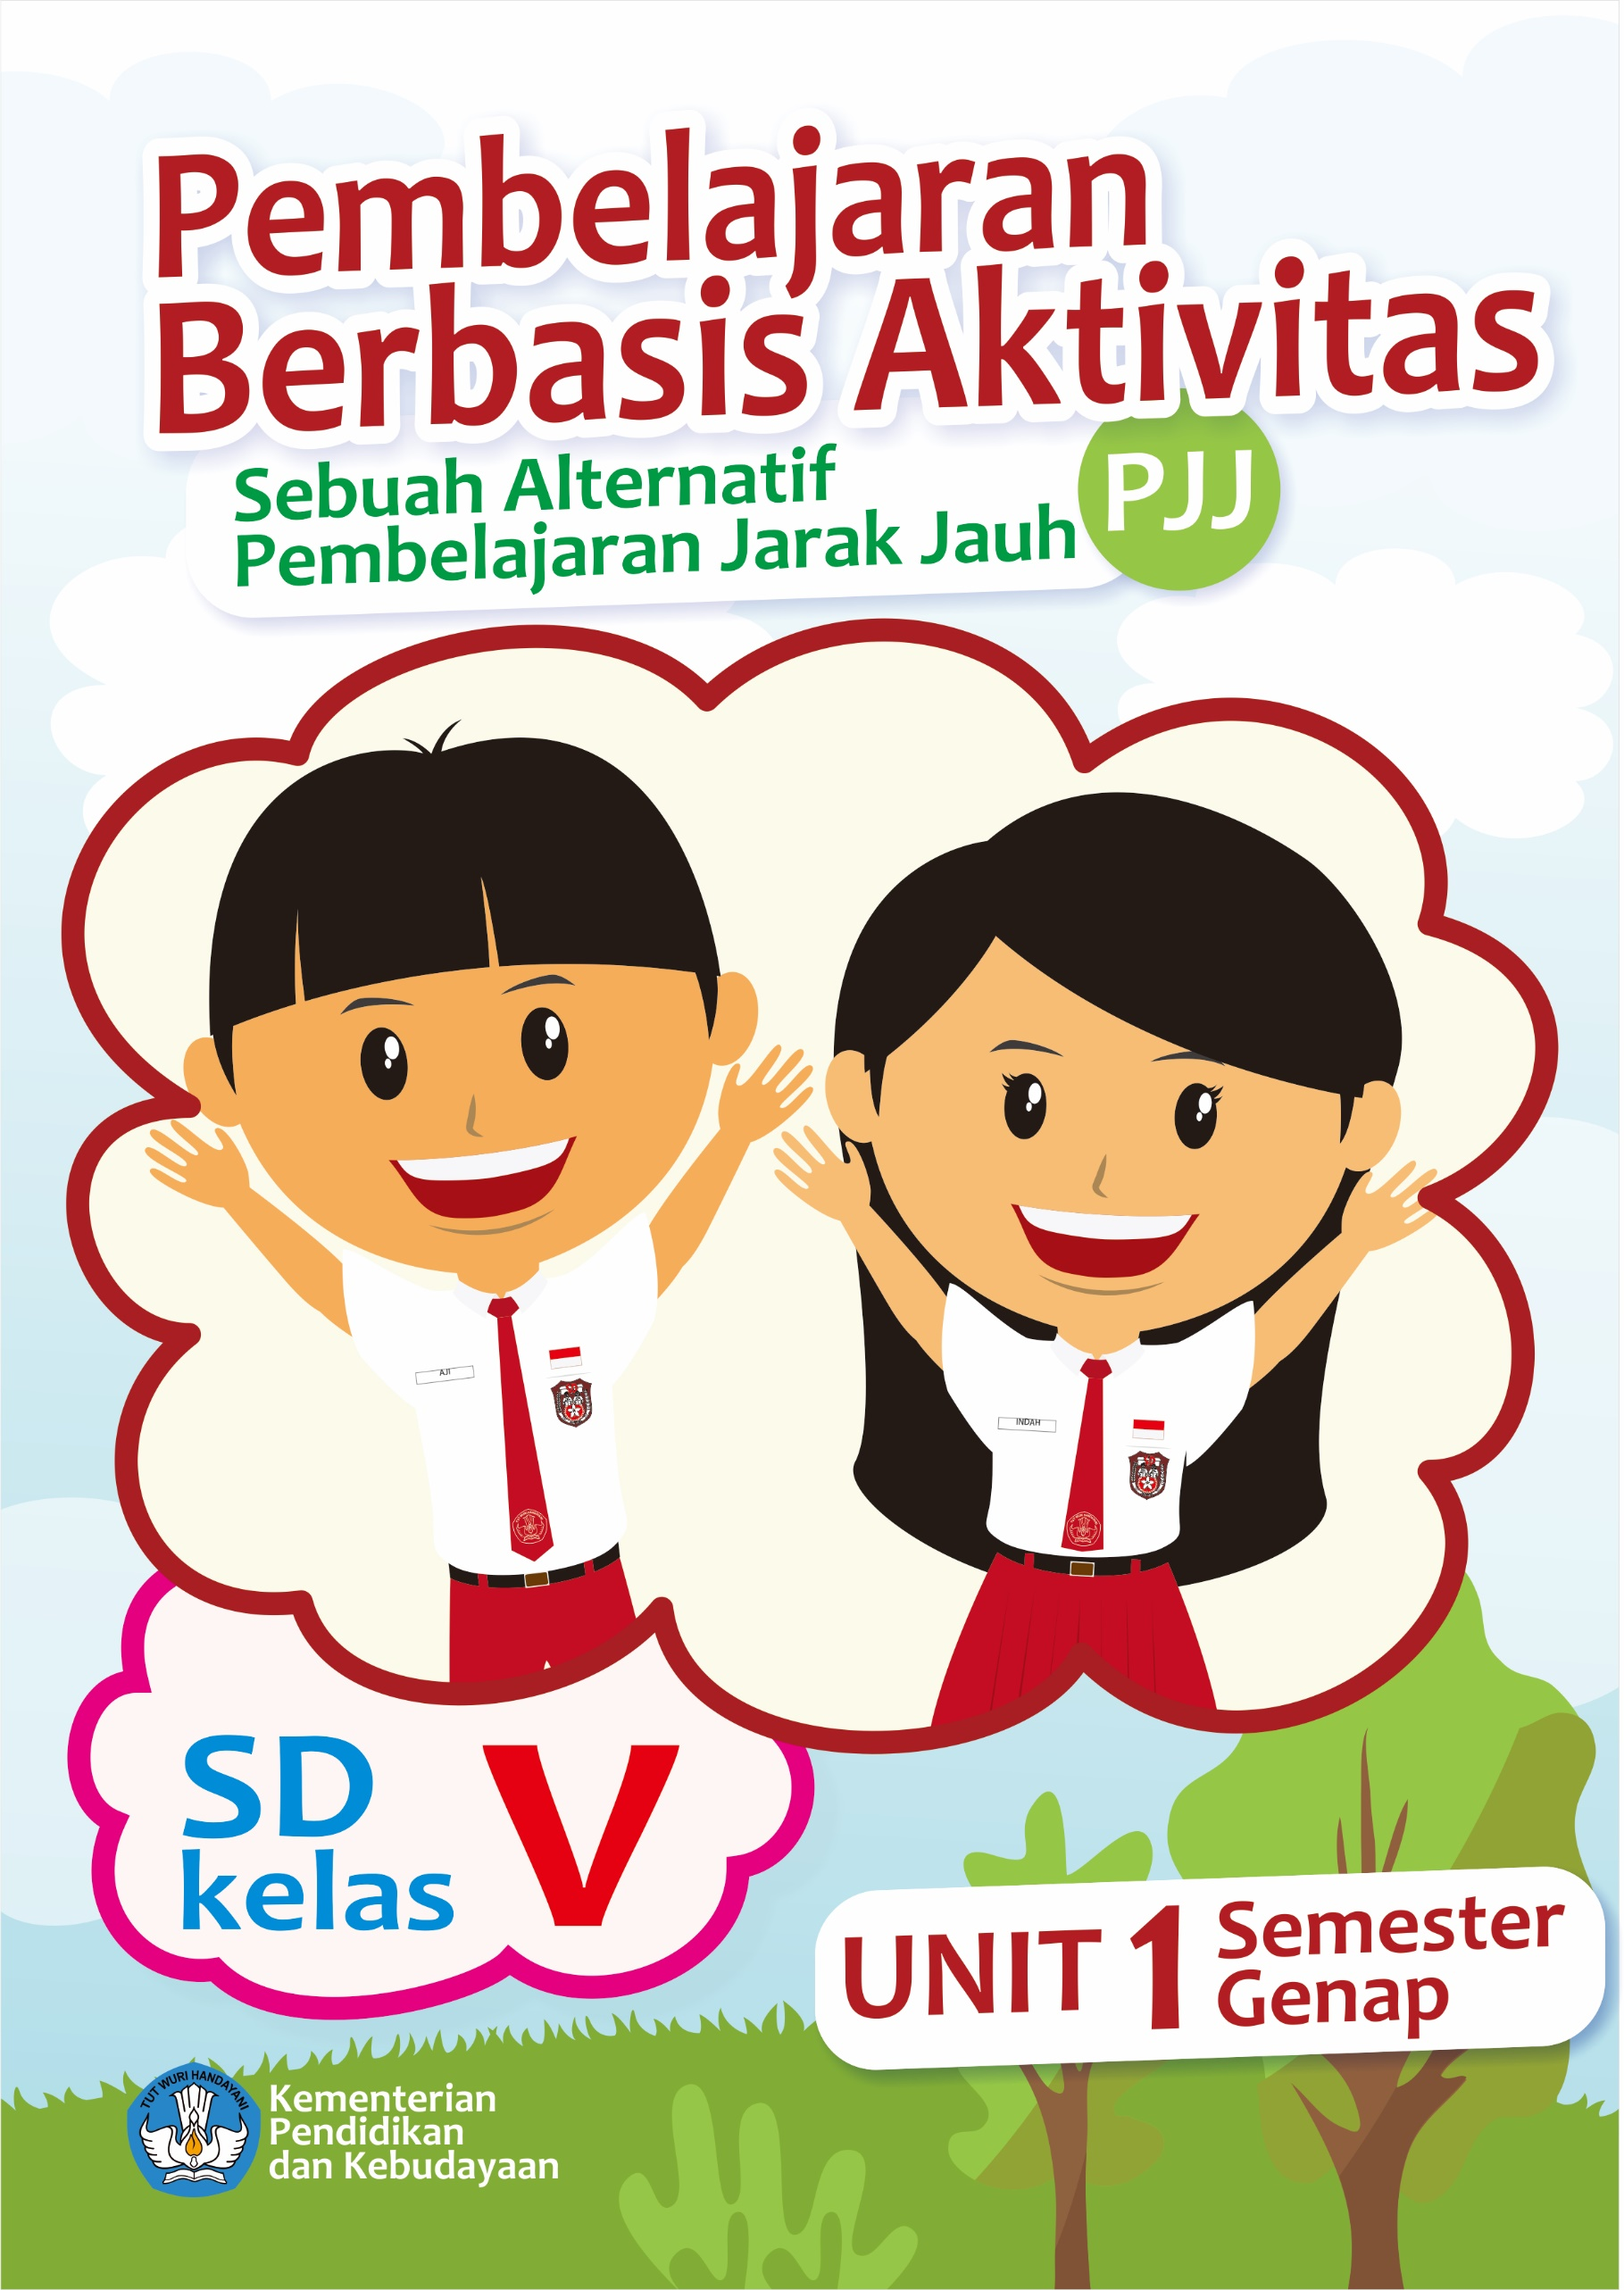 Pembelajaran
Berbasis Aktivitas
Sebuah Alternatif
Pembelajaran Jarak Jauh
PJJ
AJI
INDAH
SD
kelas
V
UNIT 1
Semester
Genap
TUT WURI HANDAYANI
Kementerian
Pendidikan
dan Kebudayaan